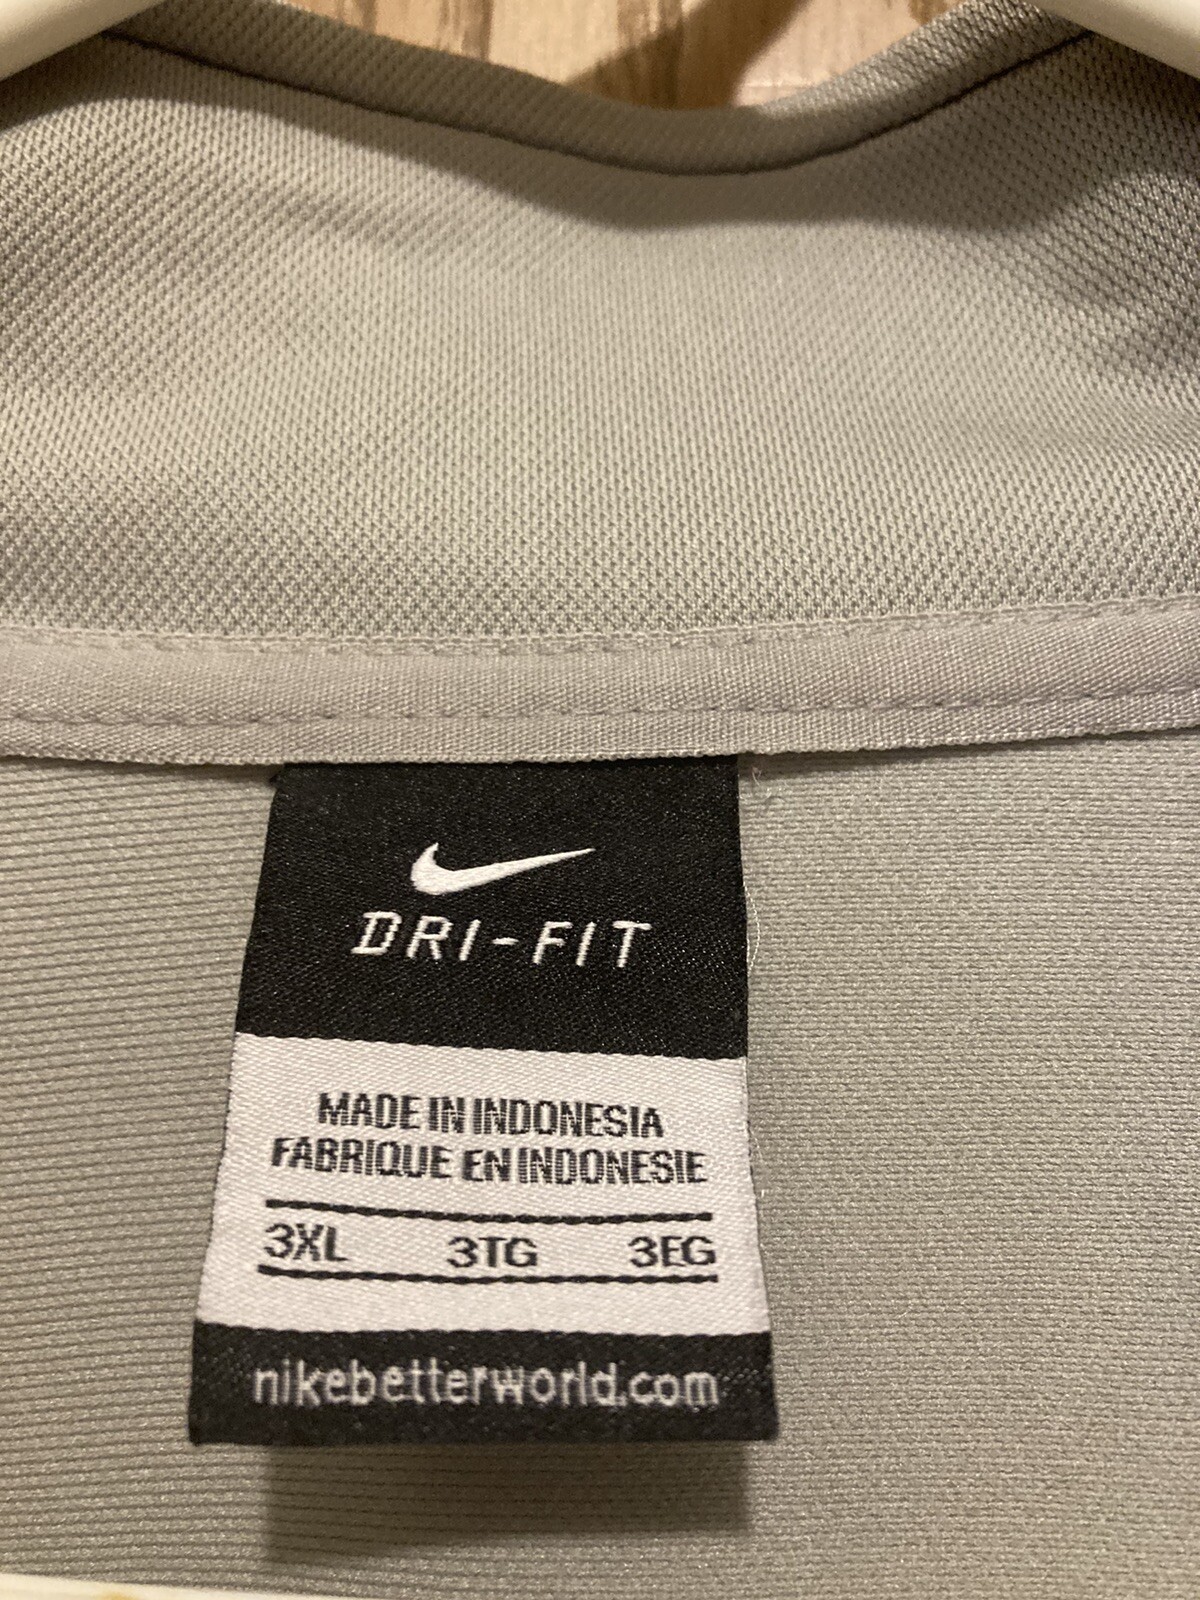 DRI-FIT
MADE IN INDONESIA
FABRIQUE EN INDONESIE
3XL 3TG 3EG
nikebetterworld.com